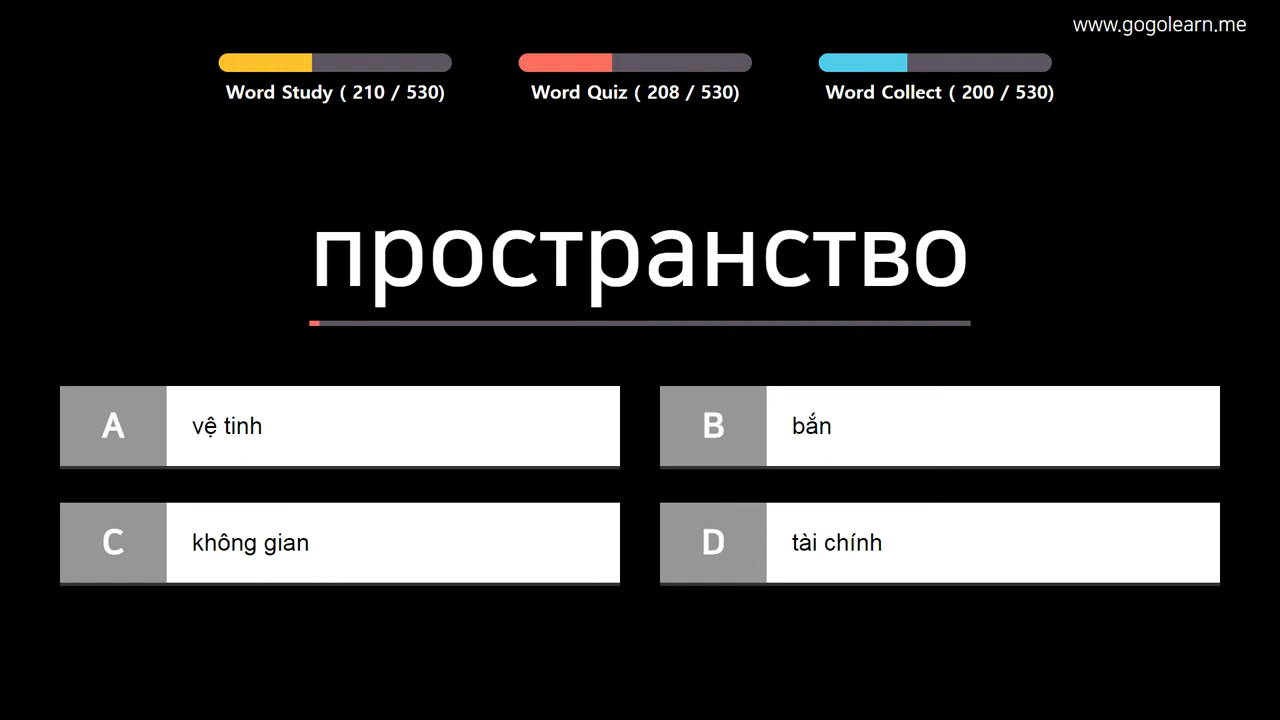 www.gogolearn.me
Word Study ( 210 / 530)
Word Quiz ( 208 / 530)
Word Collect ( 200 / 530)
пространство
A vệ tinh
B bắn
C không gian
D tài chính